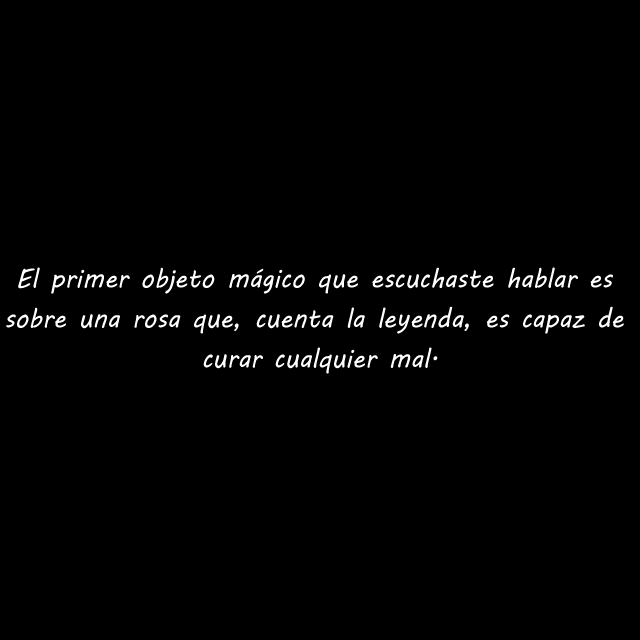 El primer objeto mágico que escuchaste hablar es
sobre una rosa que, cuenta la leyenda, es capaz de
curar cualquier mal.